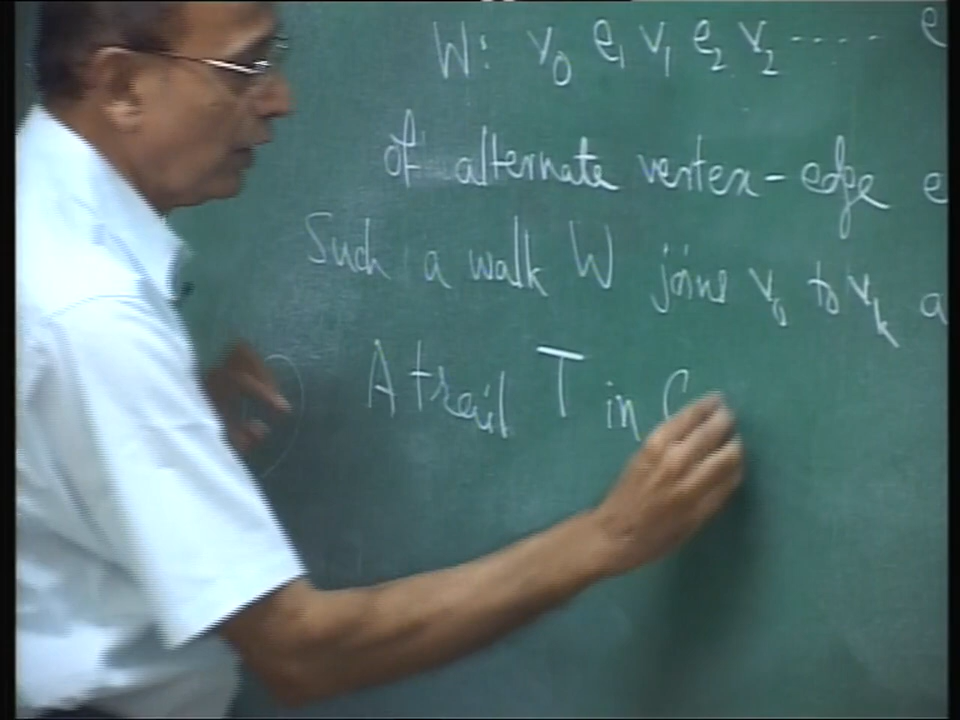 W: v₀ e₁ v₁ e₂ v₂ ..... e
of alternate vertex-edge e
Such a walk W joins v₀ to vₖ a
A trail T in G